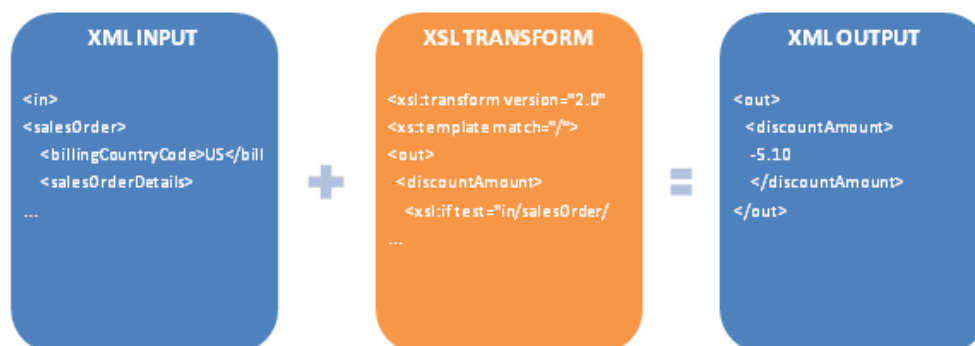 XML INPUT
<in>
<salesOrder>
<billingCountryCode>US</bill
<salesOrderDetails>
...
XSL TRANSFORM
<xsl:transform version="2.0"
<xs:template match="/">
<out>
<discountAmount>
<xsl:if test="in/salesOrder/
...
XML OUTPUT
<out>
<discountAmount>
-5.10
</discountAmount>
</out>